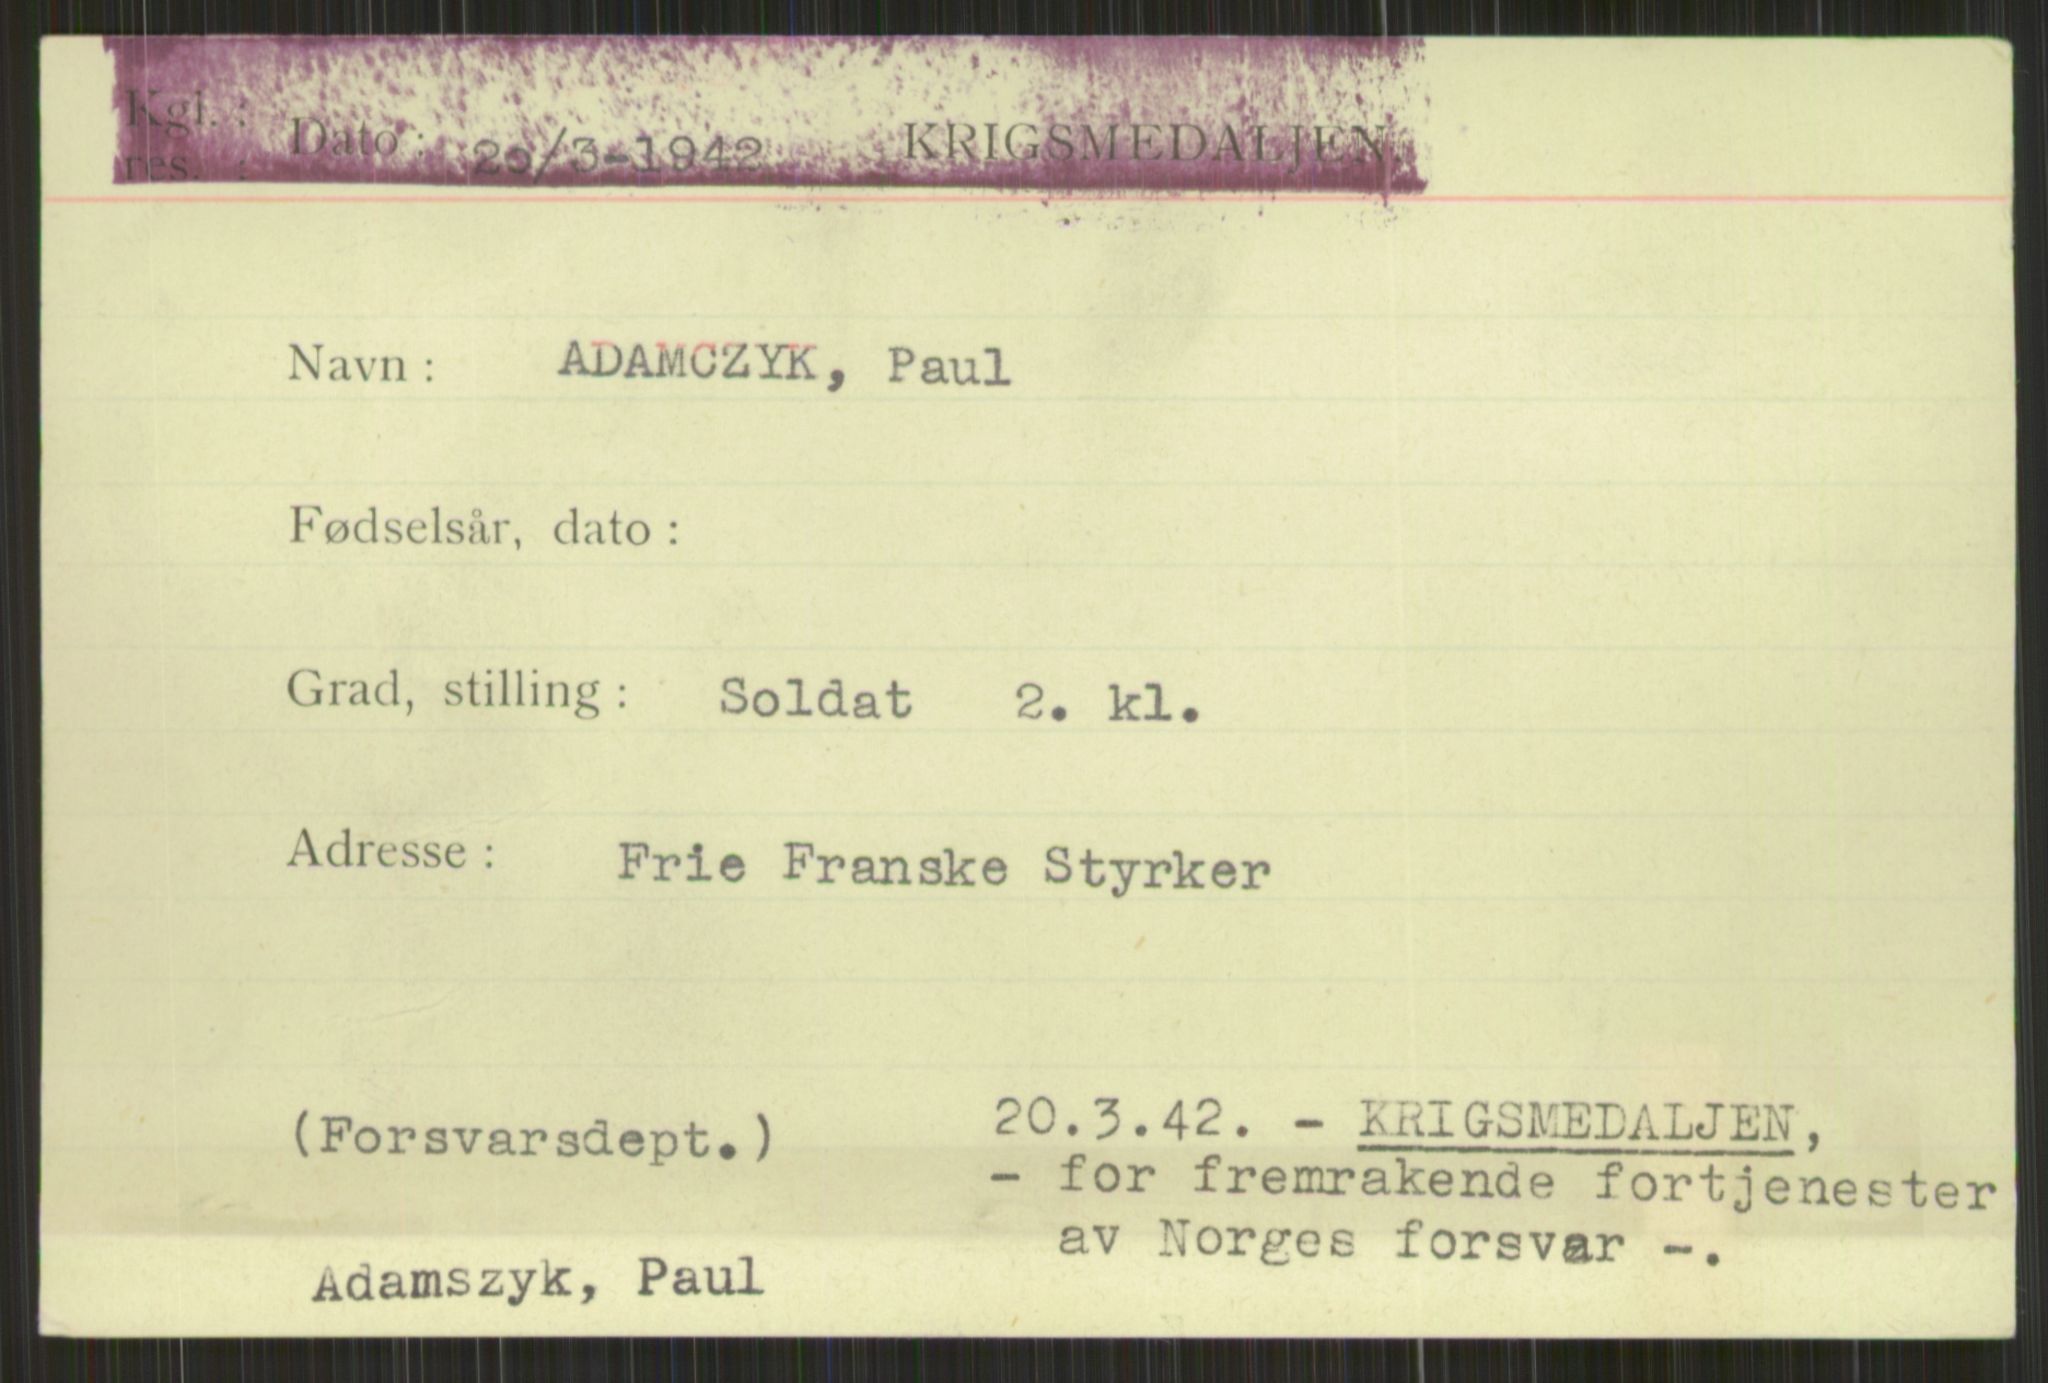 Kgl. :
res. : Dato : 20/3-1942 KRIGSMEDALJEN.
Navn : ADAMCZYK, Paul
Fødselsår, dato :
Grad, stilling : Soldat 2. kl.
Adresse : Frie Franske Styrker
(Forsvarsdept.) 20.3.42. - KRIGSMEDALJEN,
- for fremrakende fortjenester
av Norges forsvar -.
Adamszyk, Paul